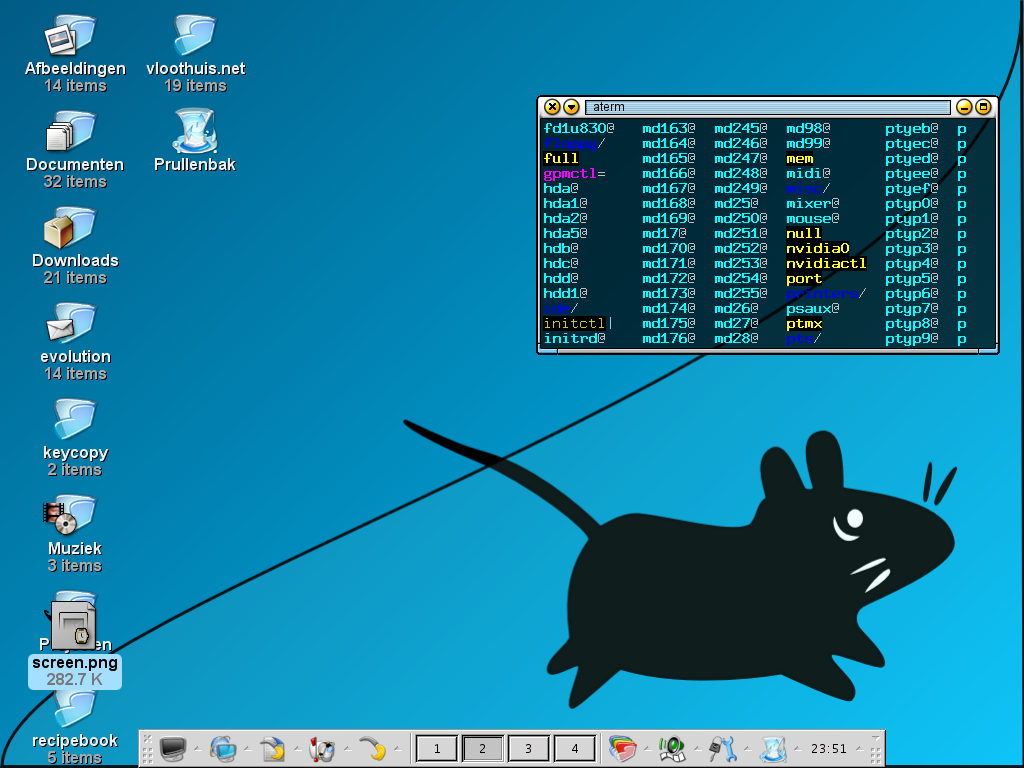 Afbeeldingen
14 items
vloothuis.net
19 items
Documenten
32 items
Prullenbak
Downloads
21 items
evolution
14 items
keycopy
2 items
Muziek
3 items
screen.png
282.7 K
recipebook
5 items
aterm
fd1u830@ md163@ md245@ md98@ ptyeb@ p
floppy/ md164@ md246@ md99@ ptyec@ p
full md165@ md247@ mem ptyed@ p
gpmctl= md166@ md248@ midi@ ptyee@ p
hda@ md167@ md249@ misc/ ptyef@ p
hda1@ md168@ md25@ mixer@ ptyp0@ p
hda2@ md169@ md250@ mouse@ ptyp1@ p
hda5@ md17@ md251@ null ptyp2@ p
hdb@ md170@ md252@ nvidia0 ptyp3@ p
hdc@ md171@ md253@ nvidiactl ptyp4@ p
hdd@ md172@ md254@ port ptyp5@ p
hdd1@ md173@ md255@ printers/ ptyp6@ p
ide/ md174@ md26@ psaux@ ptyp7@ p
initctl| md175@ md27@ ptmx ptyp8@ p
initrd@ md176@ md28@ pts/ ptyp9@ p
1 2 3 4 23:51